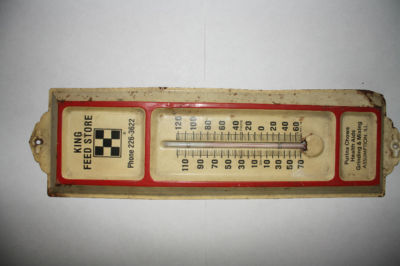 KING
FEED STORE
Phone 226-3622
120 100 80 60 40 20 0 20 40 60
110 90 70 50 30 10 10 30 50 70
Purina Chows
Health Aids
Grinding & Mixing
ASSUMPTION, ILL.